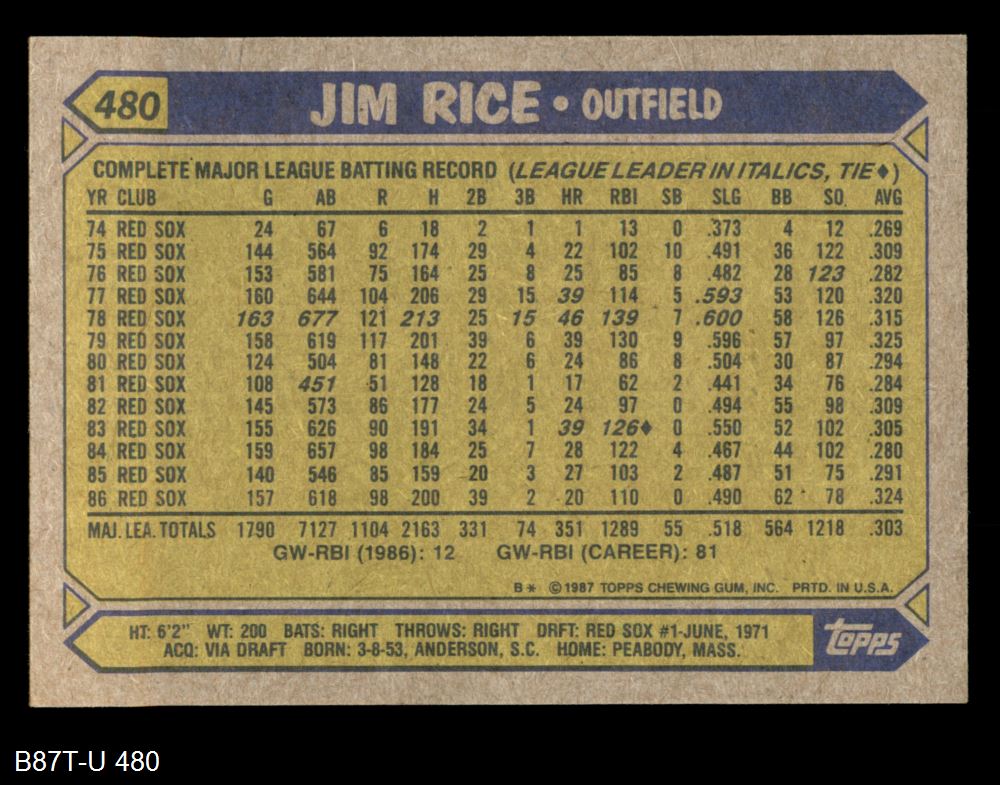 480 JIM RICE • OUTFIELD
COMPLETE MAJOR LEAGUE BATTING RECORD (LEAGUE LEADER IN ITALICS, TIE♦)
YR CLUB G AB R H 2B 3B HR RBI SB SLG BB SO AVG
74 RED SOX 24 67 6 18 2 1 1 13 0 .373 4 12 .269
75 RED SOX 144 564 92 174 29 4 22 102 10 .491 36 122 .309
76 RED SOX 153 581 75 164 25 8 25 85 8 .482 28 123 .282
77 RED SOX 160 644 104 206 29 15 39 114 5 .593 53 120 .320
78 RED SOX 163 677 121 213 25 15 46 139 7 .600 58 126 .315
79 RED SOX 158 619 117 201 39 6 39 130 9 .596 57 97 .325
80 RED SOX 124 504 81 148 22 6 24 86 8 .504 30 87 .294
81 RED SOX 108 451 51 128 18 1 17 62 2 .441 34 76 .284
82 RED SOX 145 573 86 177 24 5 24 97 0 .494 55 98 .309
83 RED SOX 155 626 90 191 34 1 39 126♦ 0 .550 52 102 .305
84 RED SOX 159 657 98 184 25 7 28 122 4 .467 44 102 .280
85 RED SOX 140 546 85 159 20 3 27 103 2 .487 51 75 .291
86 RED SOX 157 618 98 200 39 2 20 110 0 .490 62 78 .324
MAJ. LEA. TOTALS 1790 7127 1104 2163 331 74 351 1289 55 .518 564 1218 .303
GW-RBI (1986): 12 GW-RBI (CAREER): 81
B* © 1987 TOPPS CHEWING GUM, INC. PRTD. IN U.S.A.
HT: 6'2" WT: 200 BATS: RIGHT THROWS: RIGHT DRFT: RED SOX #1-JUNE, 1971
ACQ: VIA DRAFT BORN: 3-8-53, ANDERSON, S.C. HOME: PEABODY, MASS.
topps
B87T-U 480